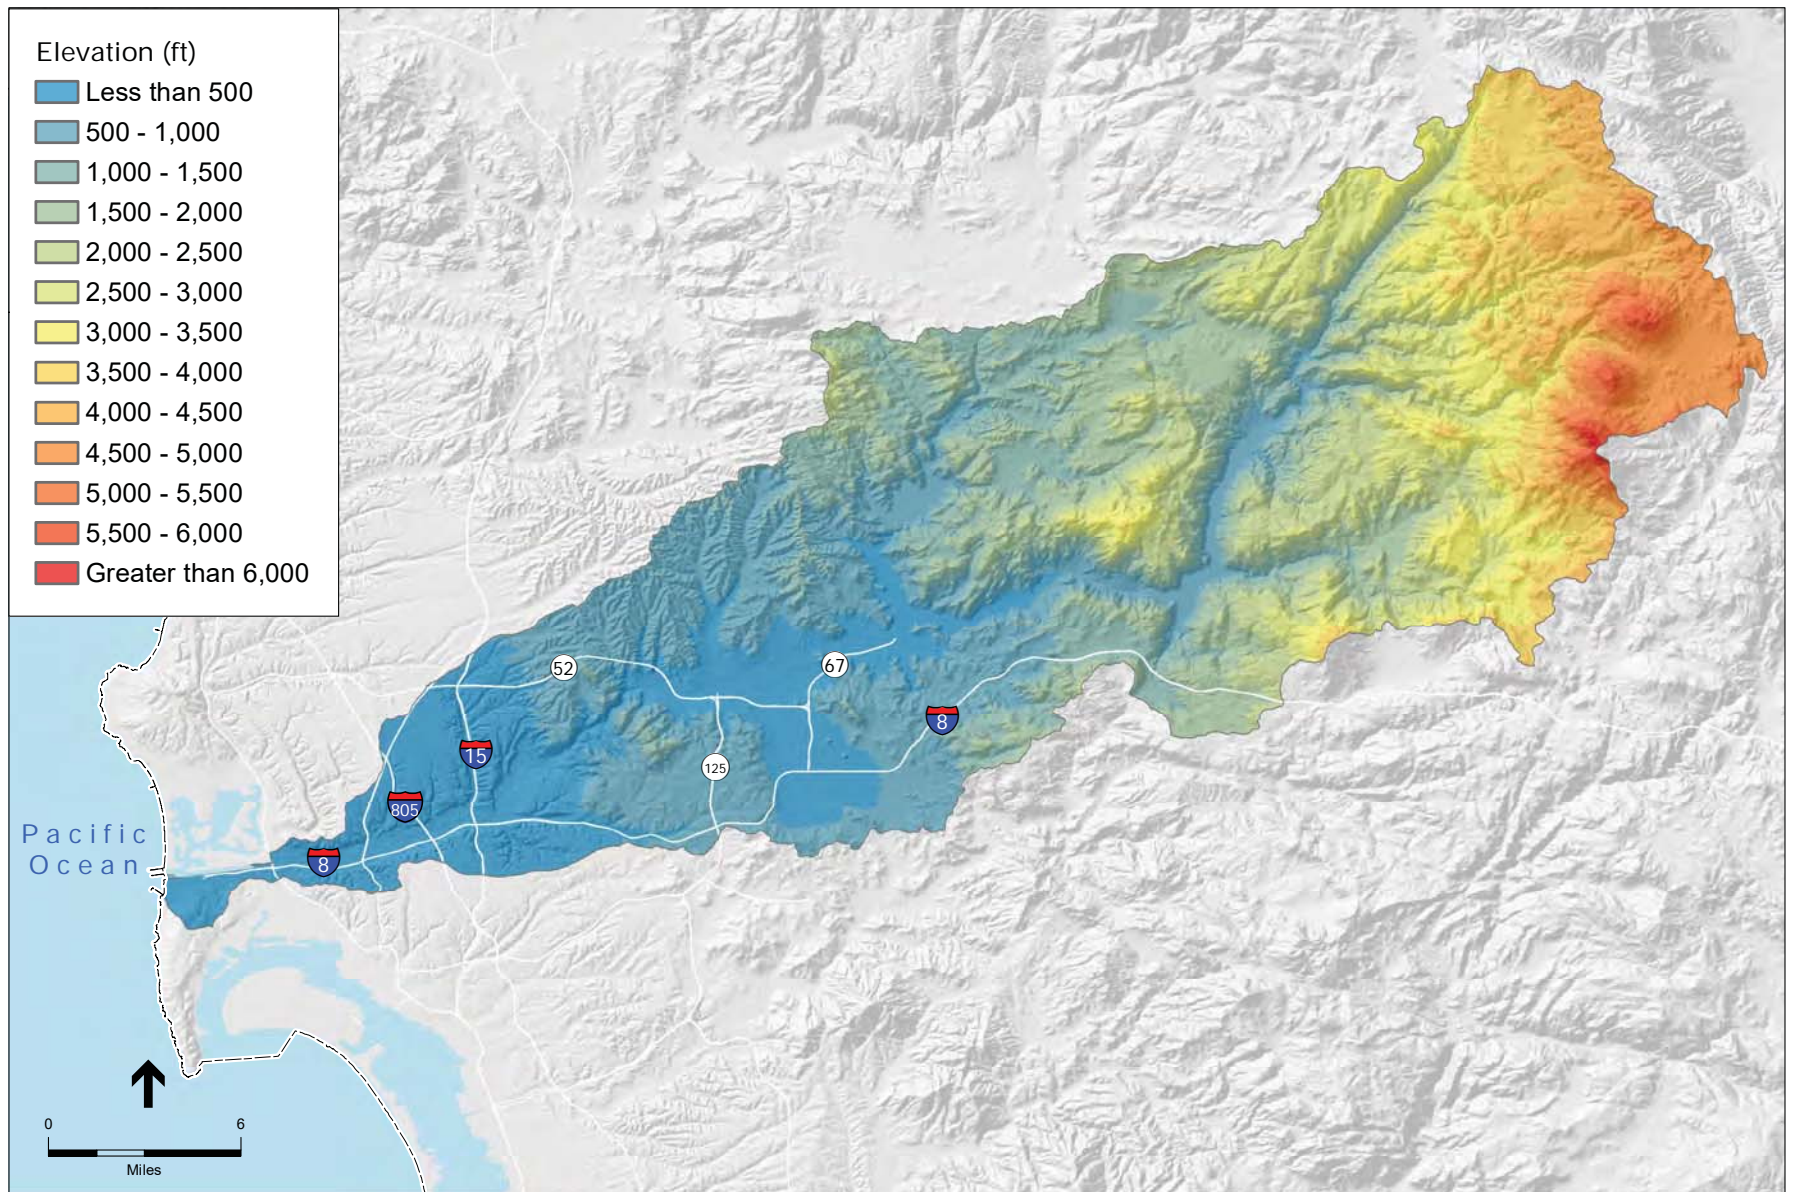 Elevation (ft)
Less than 500
500 - 1,000
1,000 - 1,500
1,500 - 2,000
2,000 - 2,500
2,500 - 3,000
3,000 - 3,500
3,500 - 4,000
4,000 - 4,500
4,500 - 5,000
5,000 - 5,500
5,500 - 6,000
Greater than 6,000
52
67
8
15
125
805
8
Pacific
Ocean
0 6
Miles